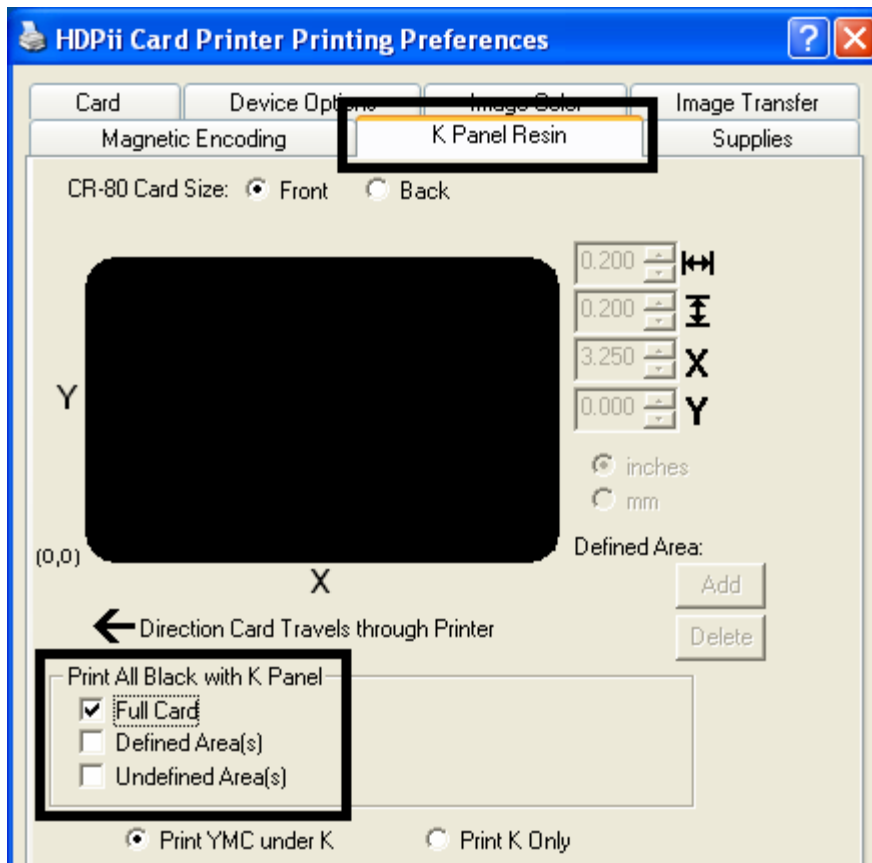 HDPii Card Printer Printing Preferences
Card Device Options Image Color Image Transfer
Magnetic Encoding K Panel Resin Supplies
CR-80 Card Size: Front Back
0.200
0.200
3.250 X
Y 0.000 Y
inches
mm
(0,0) Defined Area:
X Add
Direction Card Travels through Printer Delete
Print All Black with K Panel
Full Card
Defined Area(s)
Undefined Area(s)
Print YMC under K Print K Only